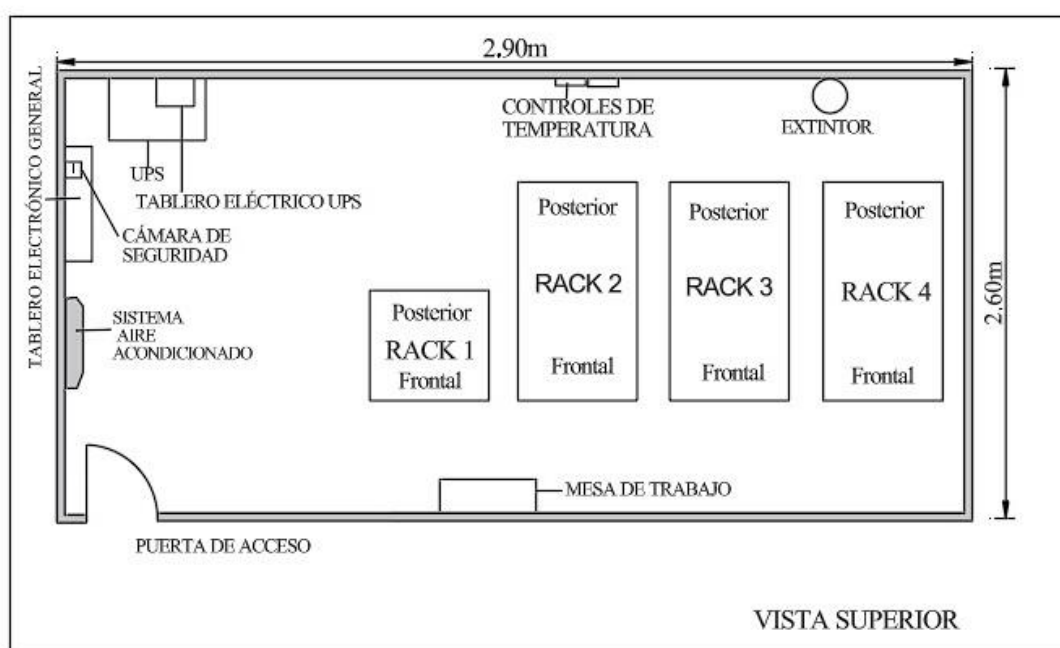 2.90m
TABLERO ELECTRÓNICO GENERAL
CONTROLES DE
TEMPERATURA
EXTINTOR
UPS
TABLERO ELÉCTRICO UPS
CÁMARA DE
SEGURIDAD
Posterior
RACK 2
Frontal
Posterior
RACK 3
Frontal
Posterior
RACK 4
Frontal
2.60m
SISTEMA
AIRE
ACONDICIONADO
Posterior
RACK 1
Frontal
MESA DE TRABAJO
PUERTA DE ACCESO
VISTA SUPERIOR